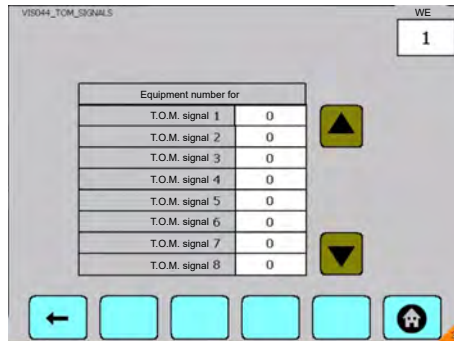 VIS044_TOM_SIGNALS
WE
1
Equipment number for
T.O.M. signal 1 0
T.O.M. signal 2 0
T.O.M. signal 3 0
T.O.M. signal 4 0
T.O.M. signal 5 0
T.O.M. signal 6 0
T.O.M. signal 7 0
T.O.M. signal 8 0